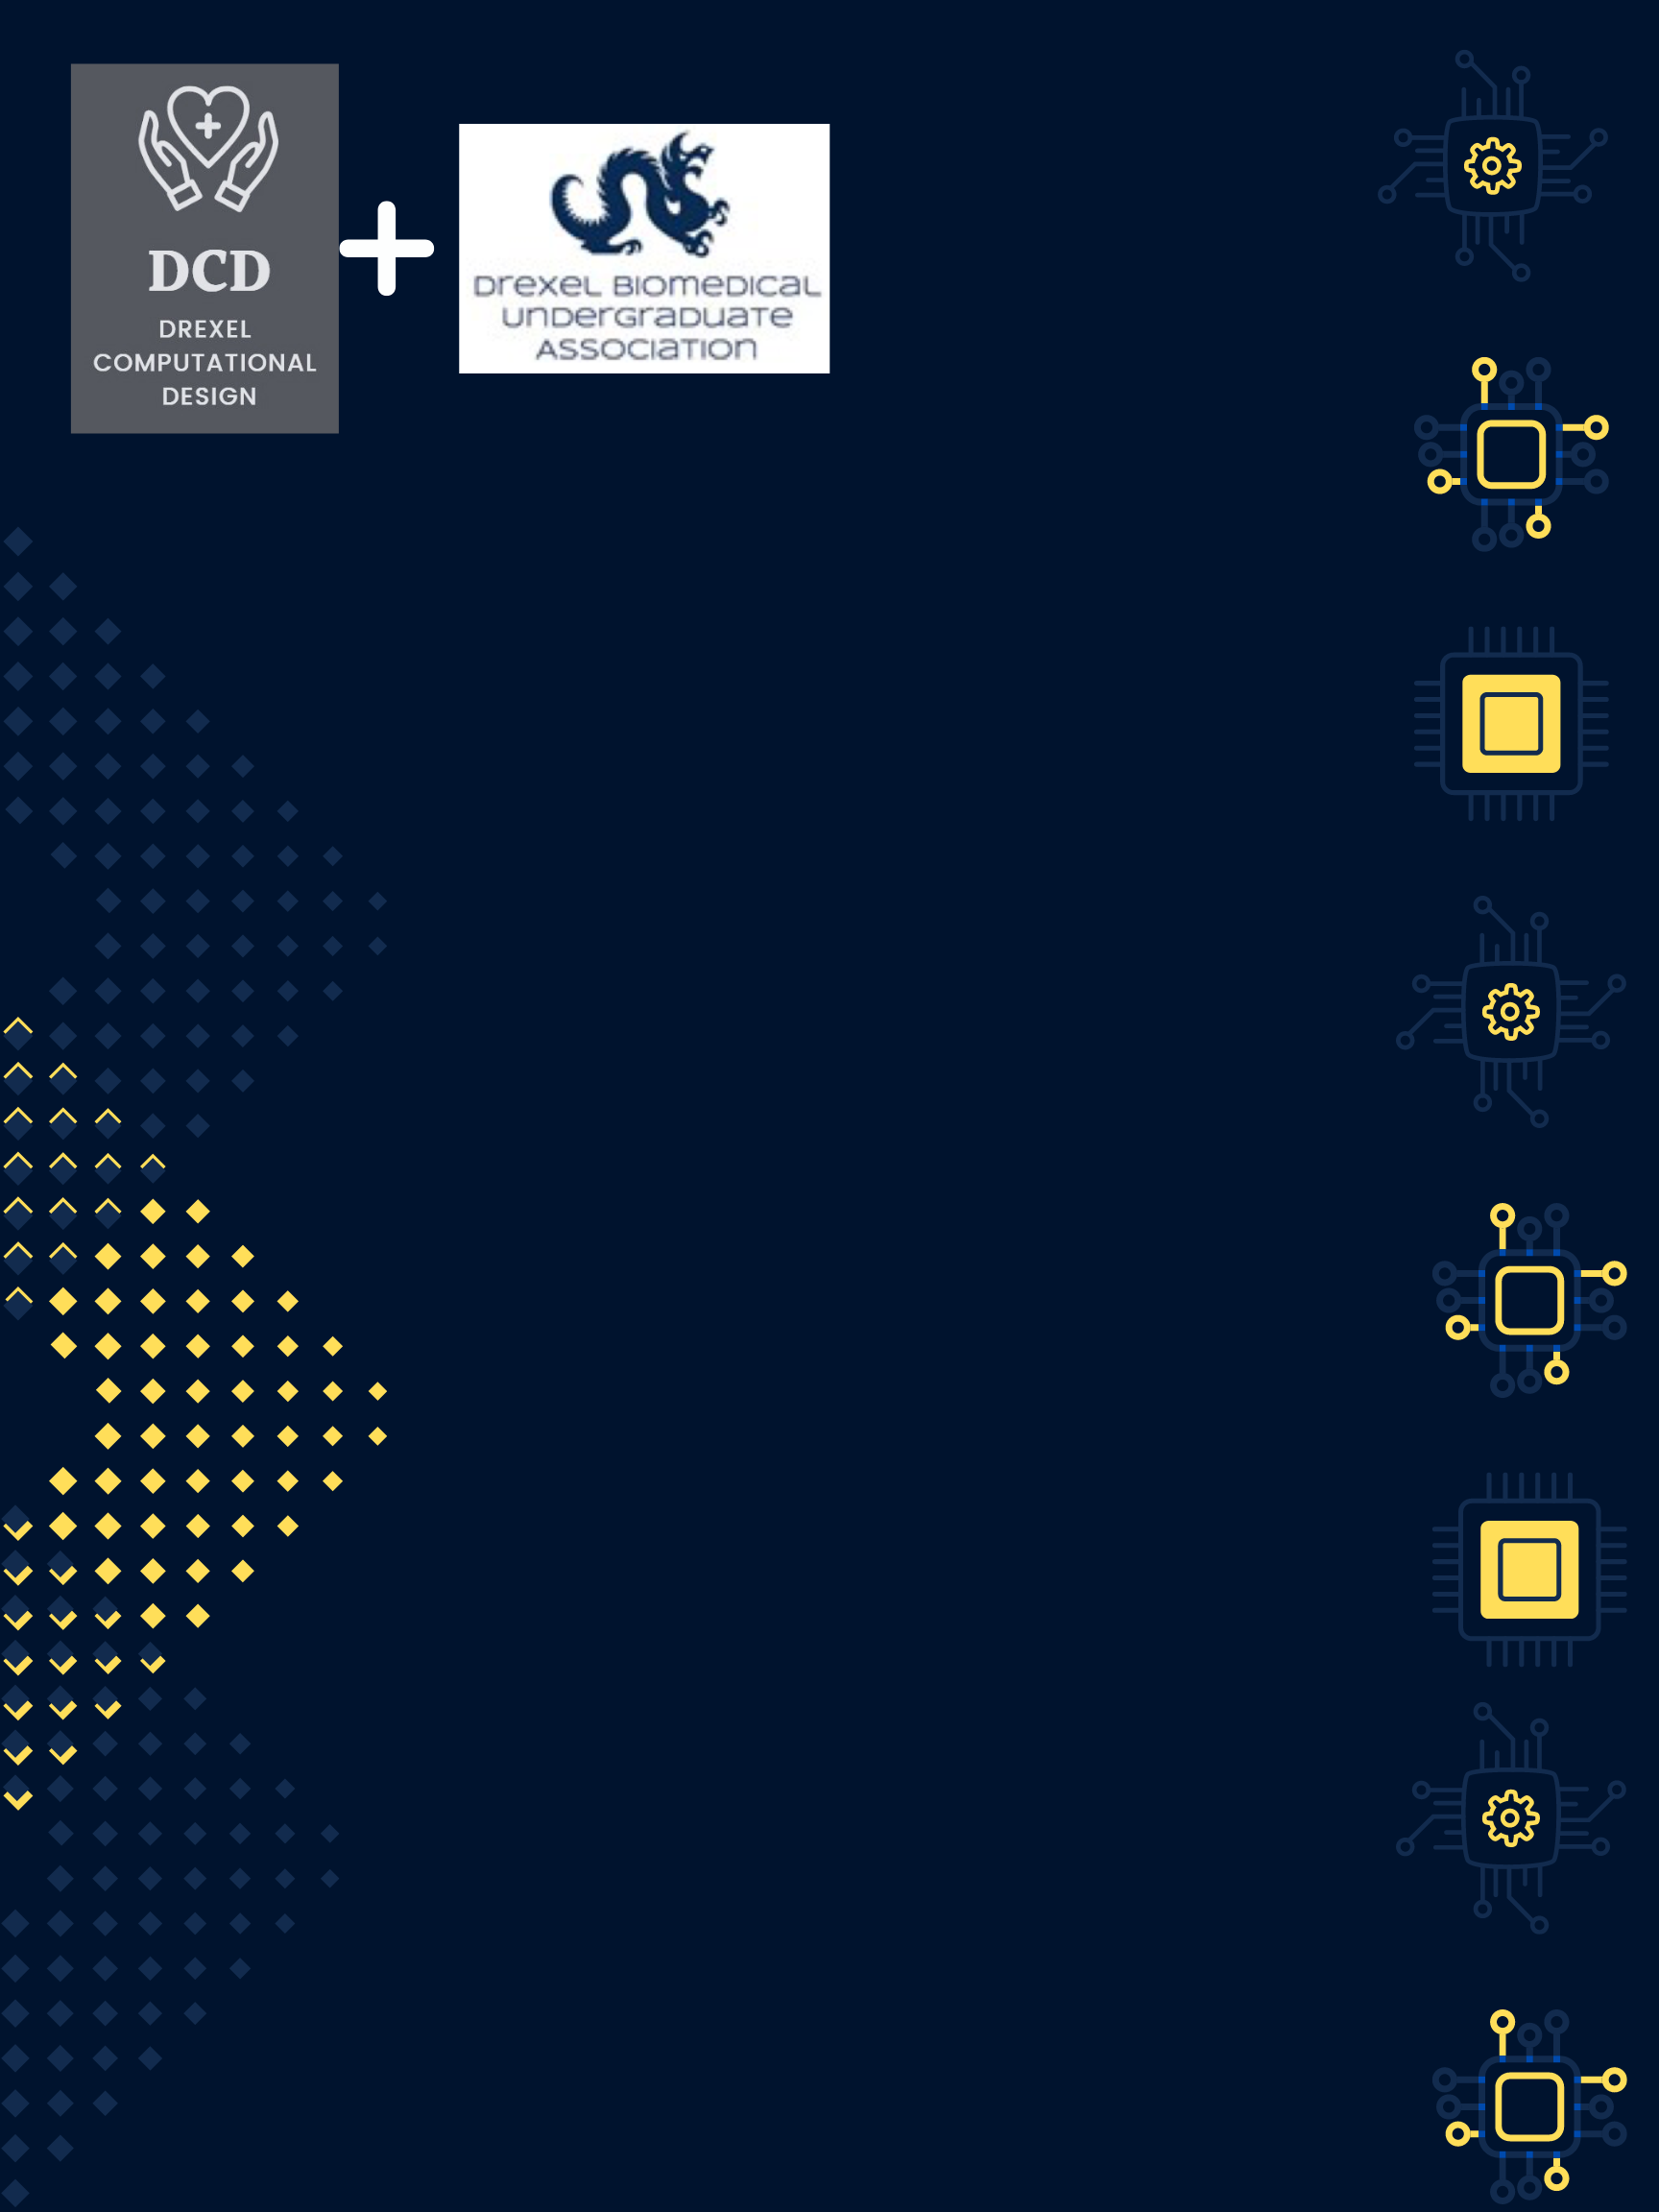 DCD
DREXEL
COMPUTATIONAL
DESIGN
Drexel Biomedical
Undergraduate
Association